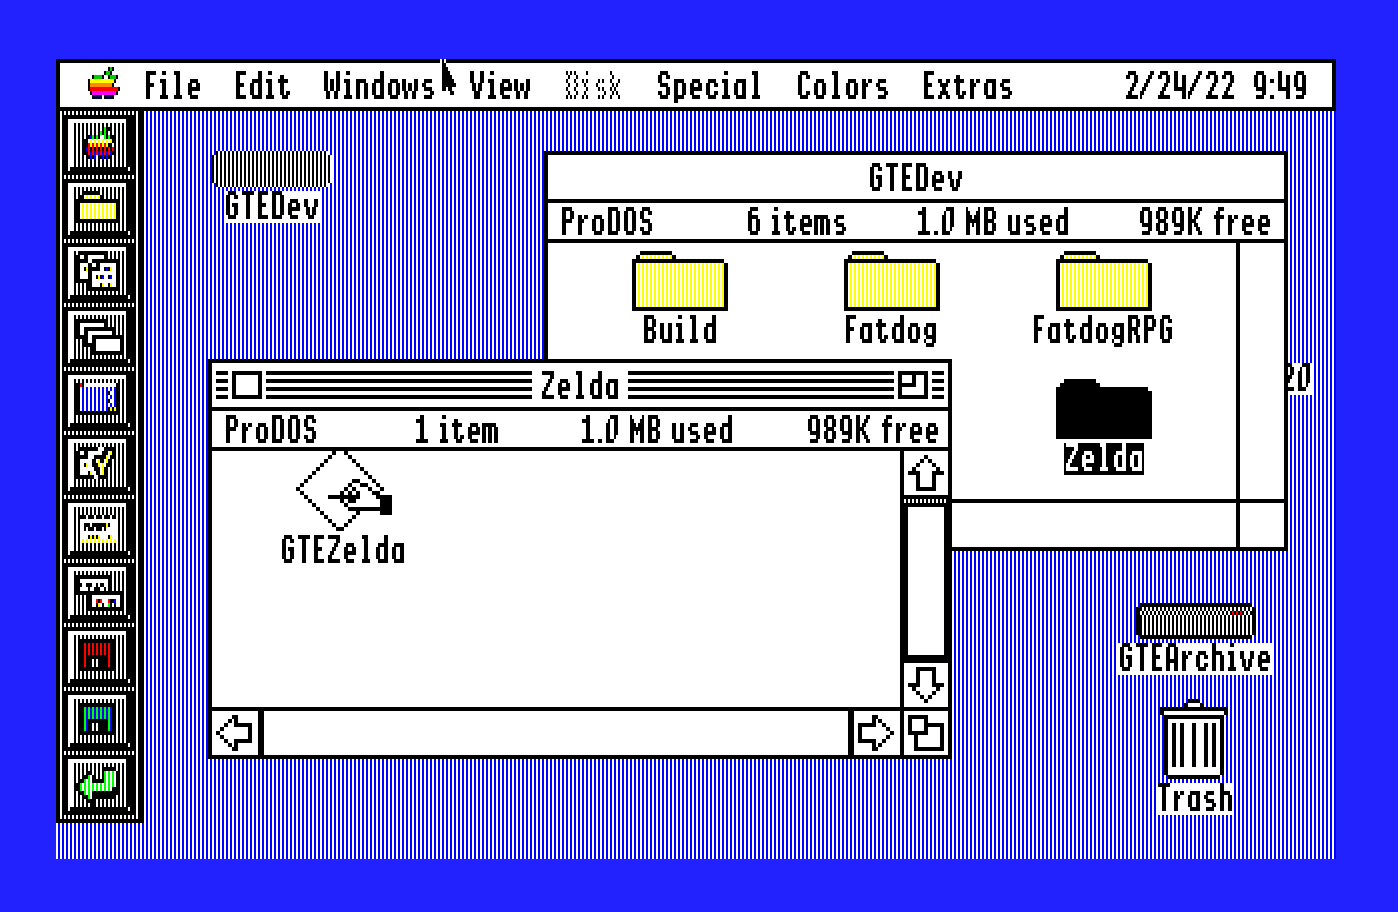 File Edit Windows View Disk Special Colors Extras 2/24/22 9:49
GTEDev
GTEDev
ProDOS 6 items 1.0 MB used 989K free
Build Fatdog FatdogRPG
Zelda
Zelda
ProDOS 1 item 1.0 MB used 989K free
GTEZelda
20
GTEArchive
Trash